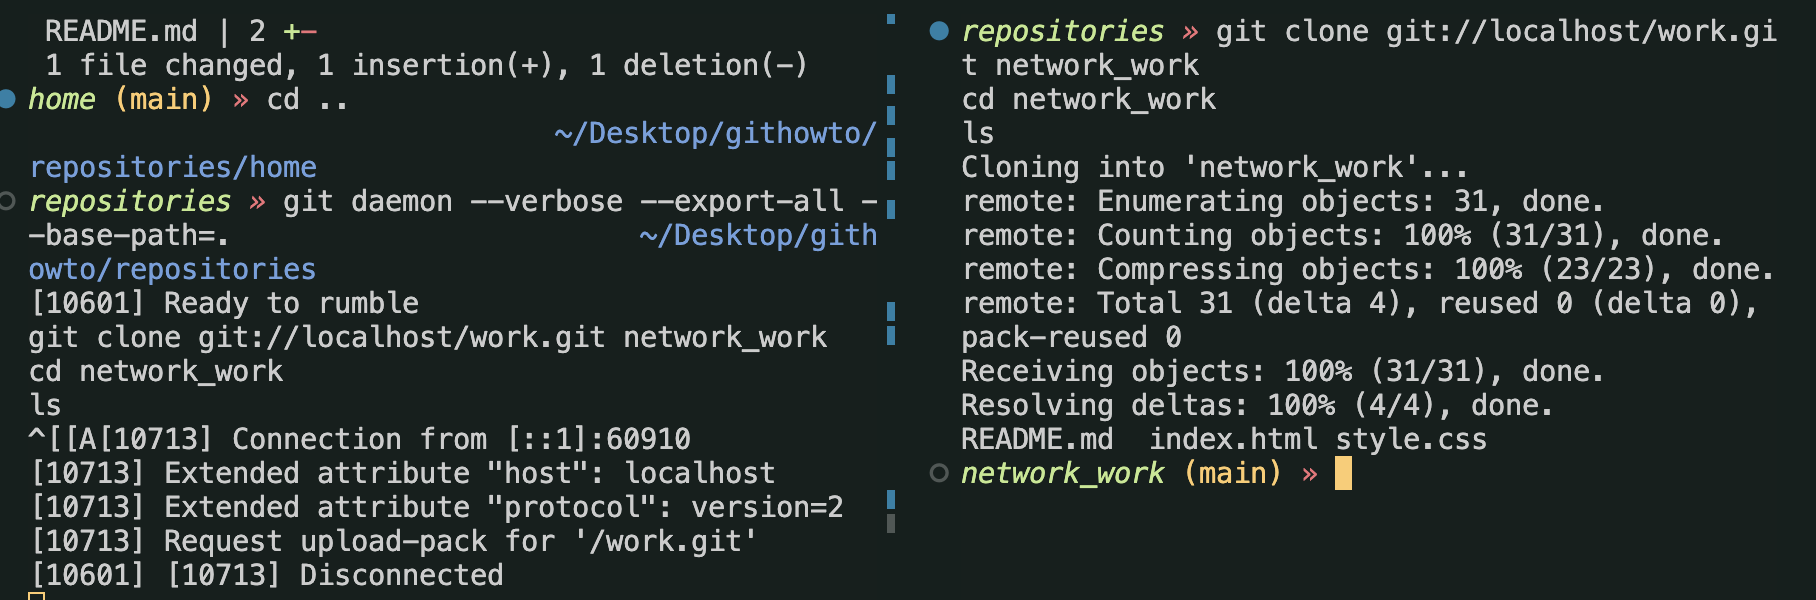 README.md | 2 +-
1 file changed, 1 insertion(+), 1 deletion(-)
home (main) » cd ..
~/Desktop/githowto/
repositories/home
repositories » git daemon --verbose --export-all -
-base-path=.
~/Desktop/gith
owto/repositories
[10601] Ready to rumble
git clone git://localhost/work.git network_work
cd network_work
ls
^[[A[10713] Connection from [::1]:60910
[10713] Extended attribute "host": localhost
[10713] Extended attribute "protocol": version=2
[10713] Request upload-pack for '/work.git'
[10601] [10713] Disconnected
repositories » git clone git://localhost/work.gi
t network_work
cd network_work
ls
Cloning into 'network_work'...
remote: Enumerating objects: 31, done.
remote: Counting objects: 100% (31/31), done.
remote: Compressing objects: 100% (23/23), done.
remote: Total 31 (delta 4), reused 0 (delta 0),
pack-reused 0
Receiving objects: 100% (31/31), done.
Resolving deltas: 100% (4/4), done.
README.md  index.html style.css
network_work (main) »